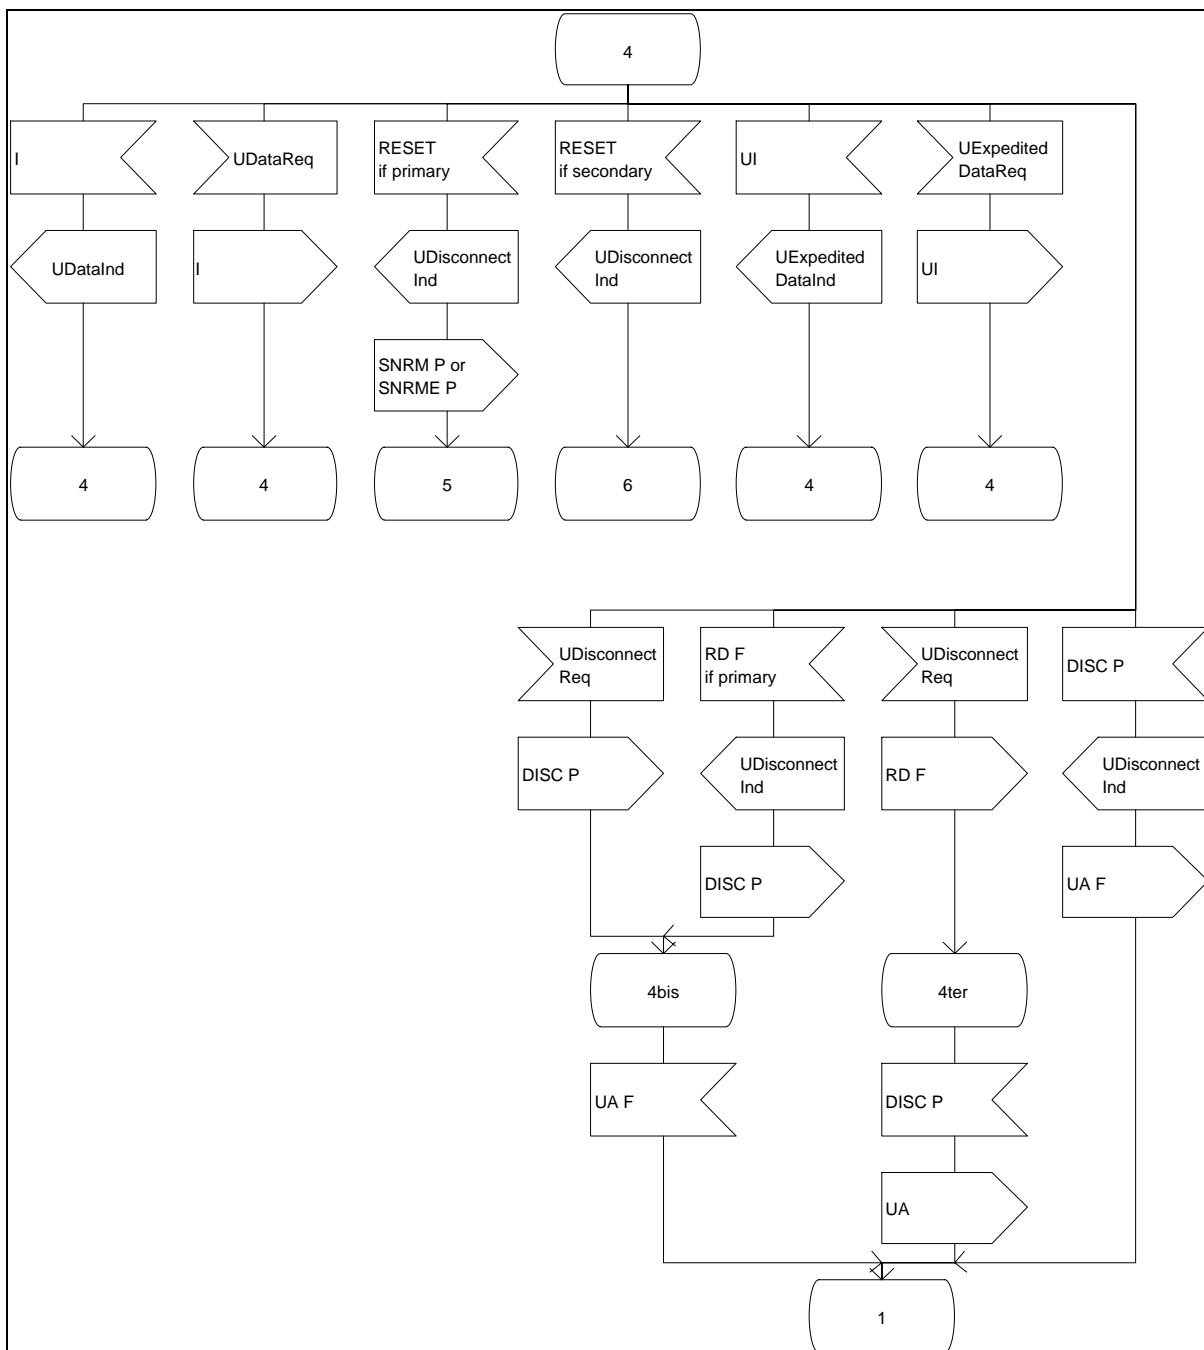 4
I
UDataReq
RESET
if primary
RESET
if secondary
UI
UExpedited
DataReq
UDataInd
I
UDisconnect
Ind
UDisconnect
Ind
UExpedited
DataInd
UI
SNRM P or
SNRME P
4
4
5
6
4
4
UDisconnect
Req
RD F
if primary
UDisconnect
Req
DISC P
DISC P
UDisconnect
Ind
RD F
UDisconnect
Ind
DISC P
UA F
4bis
4ter
UA F
DISC P
UA
1